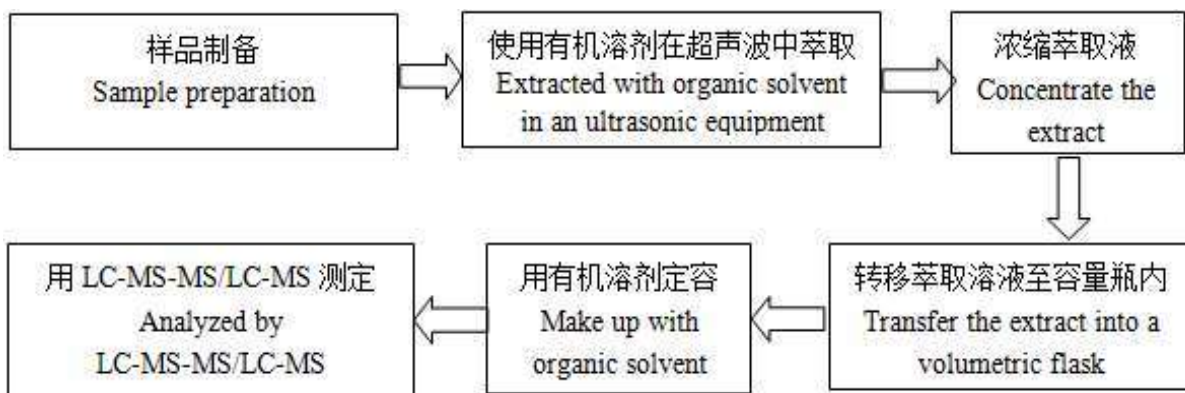 样品制备
Sample preparation
使用有机溶剂在超声波中萃取
Extracted with organic solvent
in an ultrasonic equipment
浓缩萃取液
Concentrate the
extract
转移萃取溶液至容量瓶内
Transfer the extract into a
volumetric flask
用有机溶剂定容
Make up with
organic solvent
用 LC-MS-MS/LC-MS 测定
Analyzed by
LC-MS-MS/LC-MS